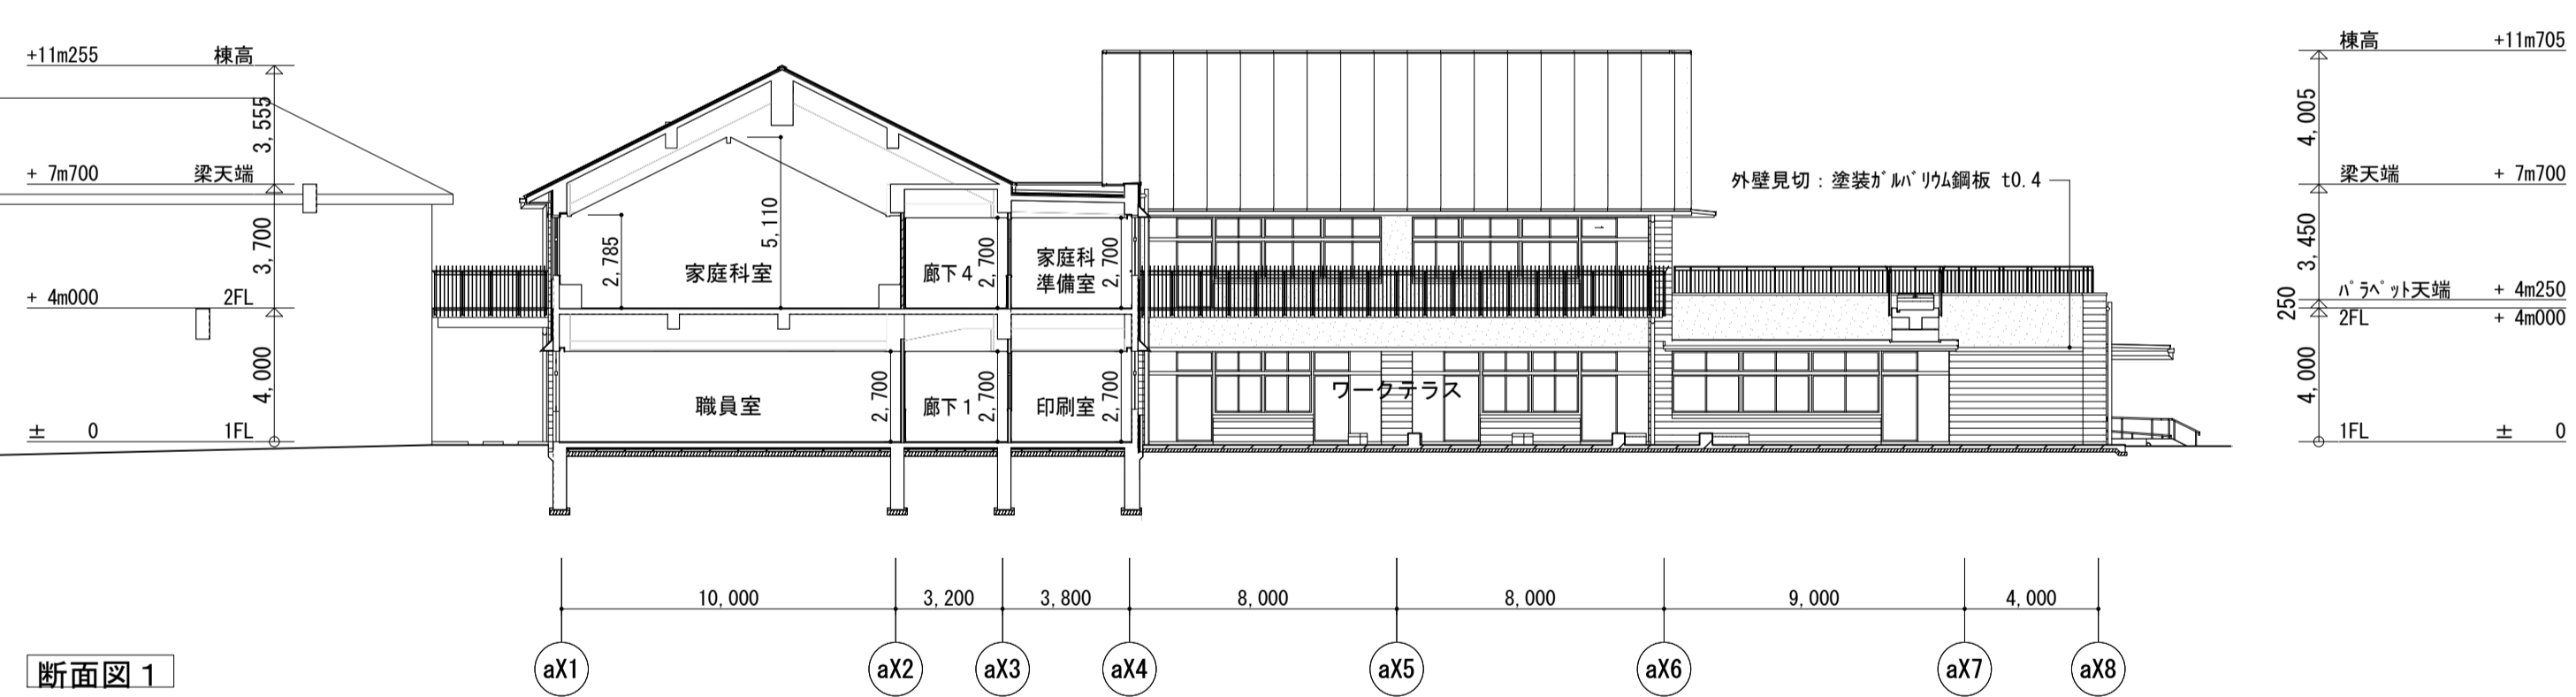 +11m255 棟高
3,555
+ 7m700 梁天端
3,700
+ 4m000 2FL
4,000
± 0 1FL
2,785
5,110
家庭科室
廊下4
2,700
家庭科
準備室
2,700
職員室
2,700
廊下1
2,700
印刷室
2,700
ワークテラス
外壁見切：塗装ガルバリウム鋼板 t0.4
棟高 +11m705
4,005
梁天端 + 7m700
3,450
パラペット天端 + 4m250
250
2FL + 4m000
4,000
1FL ± 0
10,000 3,200 3,800 8,000 8,000 9,000 4,000
aX1 aX2 aX3 aX4 aX5 aX6 aX7 aX8
断面図1